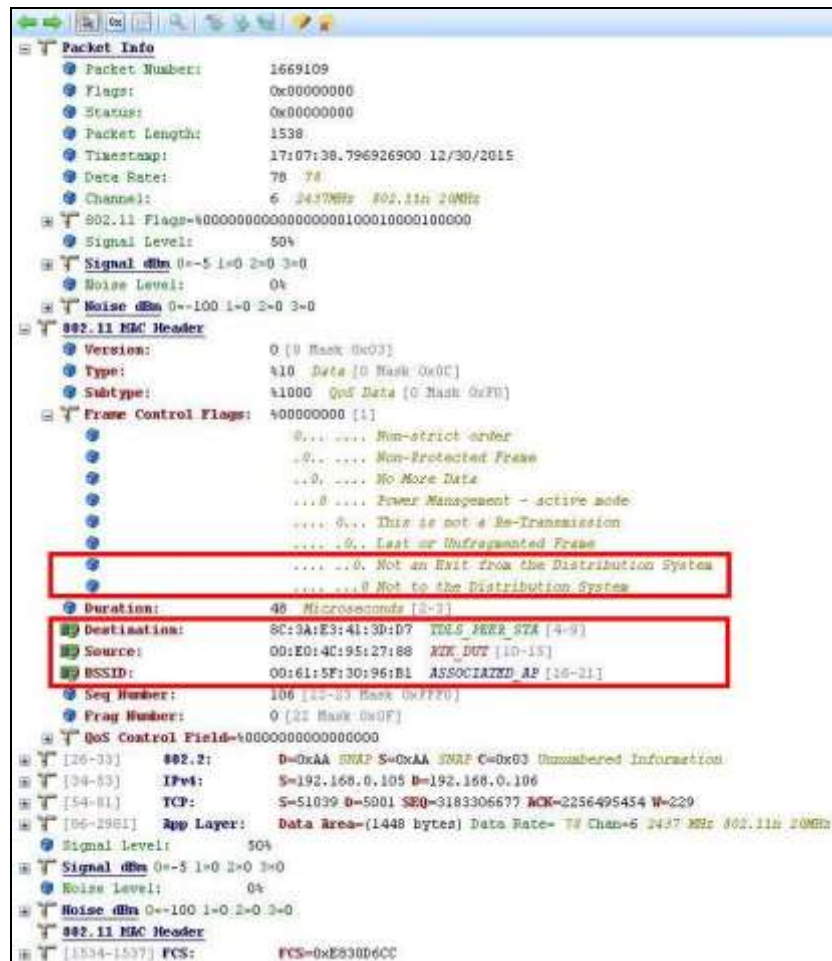 Packet Info
Packet Number: 1669109
Flags: 0x00000000
Status: 0x00000000
Packet Length: 1538
Timestamp: 17:07:38.796926900 12/30/2015
Data Rate: 78 78
Channel: 6 2437MHz 802.11n 20MHz
802.11 Flags=
Signal Level: 50%
Signal dBm 0=-5 1=0 2=0 3=0
Noise Level: 0%
Noise dBm 0=-100 1=0 2=0 3=0
802.11 MAC Header
Version: 0 [0 Mask 0x03]
Type: %10 Data [0 Mask 0x0C]
Subtype: %1000 QoS Data [0 Mask 0xF0]
Frame Control Flags: %00000000 [1]
0... .... Non-strict order
.0.. .... Non-Protected Frame
..0. .... No More Data
...0 .... Power Management - active mode
.... 0... This is not a Re-Transmission
.... .0.. Last or Unfragmented Frame
.... ..0. Not an Exit from the Distribution System
.... ...0 Not to the Distribution System
Duration: 48 Microseconds [2-3]
Destination: 8C:3A:E3:41:3D:D7 TDLS_PEER_STA [4-9]
Source: 00:E0:4C:95:27:88 RTK_DUT [10-15]
BSSID: 00:61:5F:30:96:B1 ASSOCIATED_AP [16-21]
Seq Number: 106 [22-23 Mask 0xFFF0]
Frag Number: 0 [22 Mask 0x0F]
QoS Control Field=%0000000000000000
[26-33] 802.2: D=0xAA SNAP S=0xAA SNAP C=0x03 Unnumbered Information
[34-53] IPv4: S=192.168.0.105 D=192.168.0.106
[54-81] TCP: S=51039 D=5001 SEQ=3183306677 ACK=2256495454 W=229
[86-2981] App Layer: Data Area=(1448 bytes) Data Rate= 78 Chan=6 2437 MHz 802.11n 20MHz
Signal Level: 50%
Signal dBm 0=-5 1=0 2=0 3=0
Noise Level: 0%
Noise dBm 0=-100 1=0 2=0 3=0
802.11 MAC Header
[1534-1537] FCS: FCS=0xE830D6CC